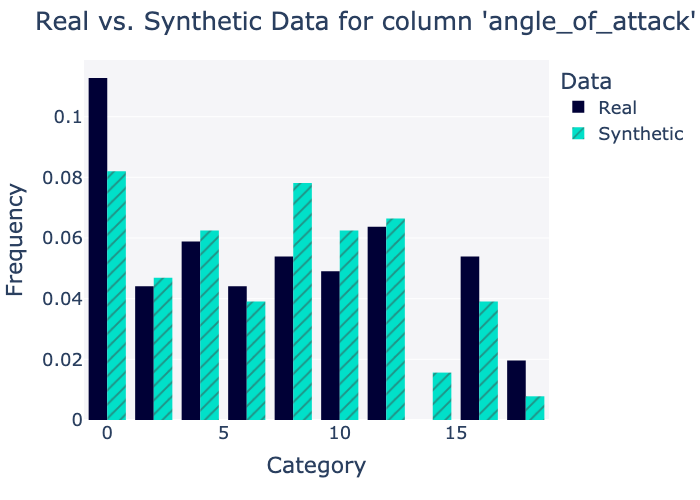 Real vs. Synthetic Data for column 'angle_of_attack'
Data
Real
Synthetic
Frequency
0.1
0.08
0.06
0.04
0.02
0
0 5 10 15
Category